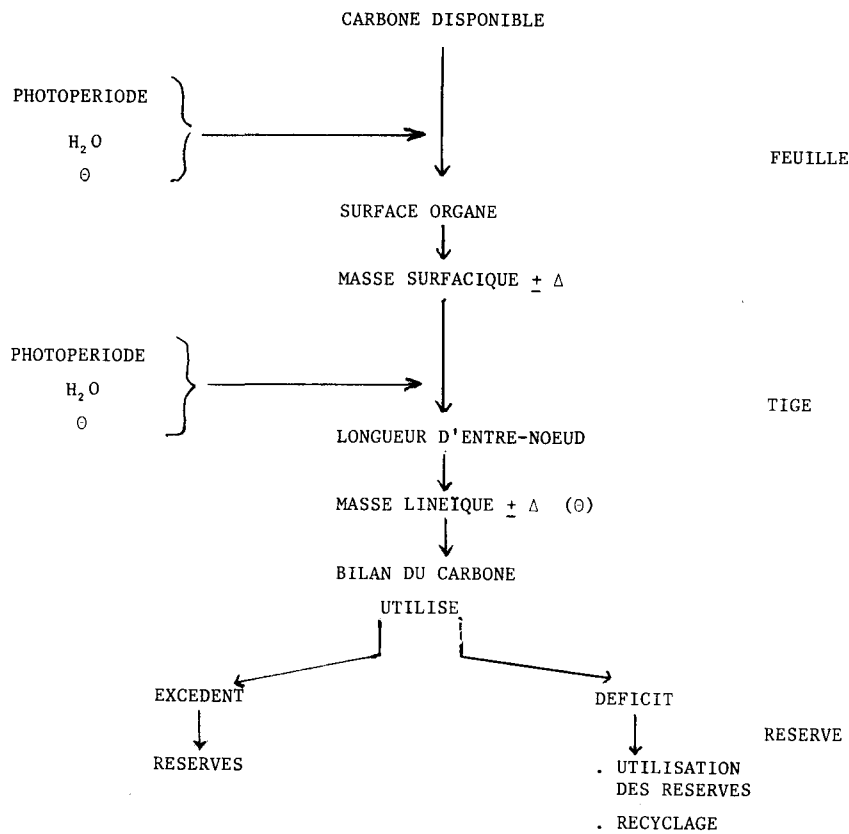 CARBONE DISPONIBLE
PHOTOPERIODE
H₂O
Θ
FEUILLE
SURFACE ORGANE
MASSE SURFACIQUE ± Δ
PHOTOPERIODE
H₂O
Θ
TIGE
LONGUEUR D'ENTRE-NOEUD
MASSE LINEÏQUE ± Δ (Θ)
BILAN DU CARBONE
UTILISE
EXCEDENT
DEFICIT
RESERVE
RESERVES
. UTILISATION
DES RESERVES
. RECYCLAGE